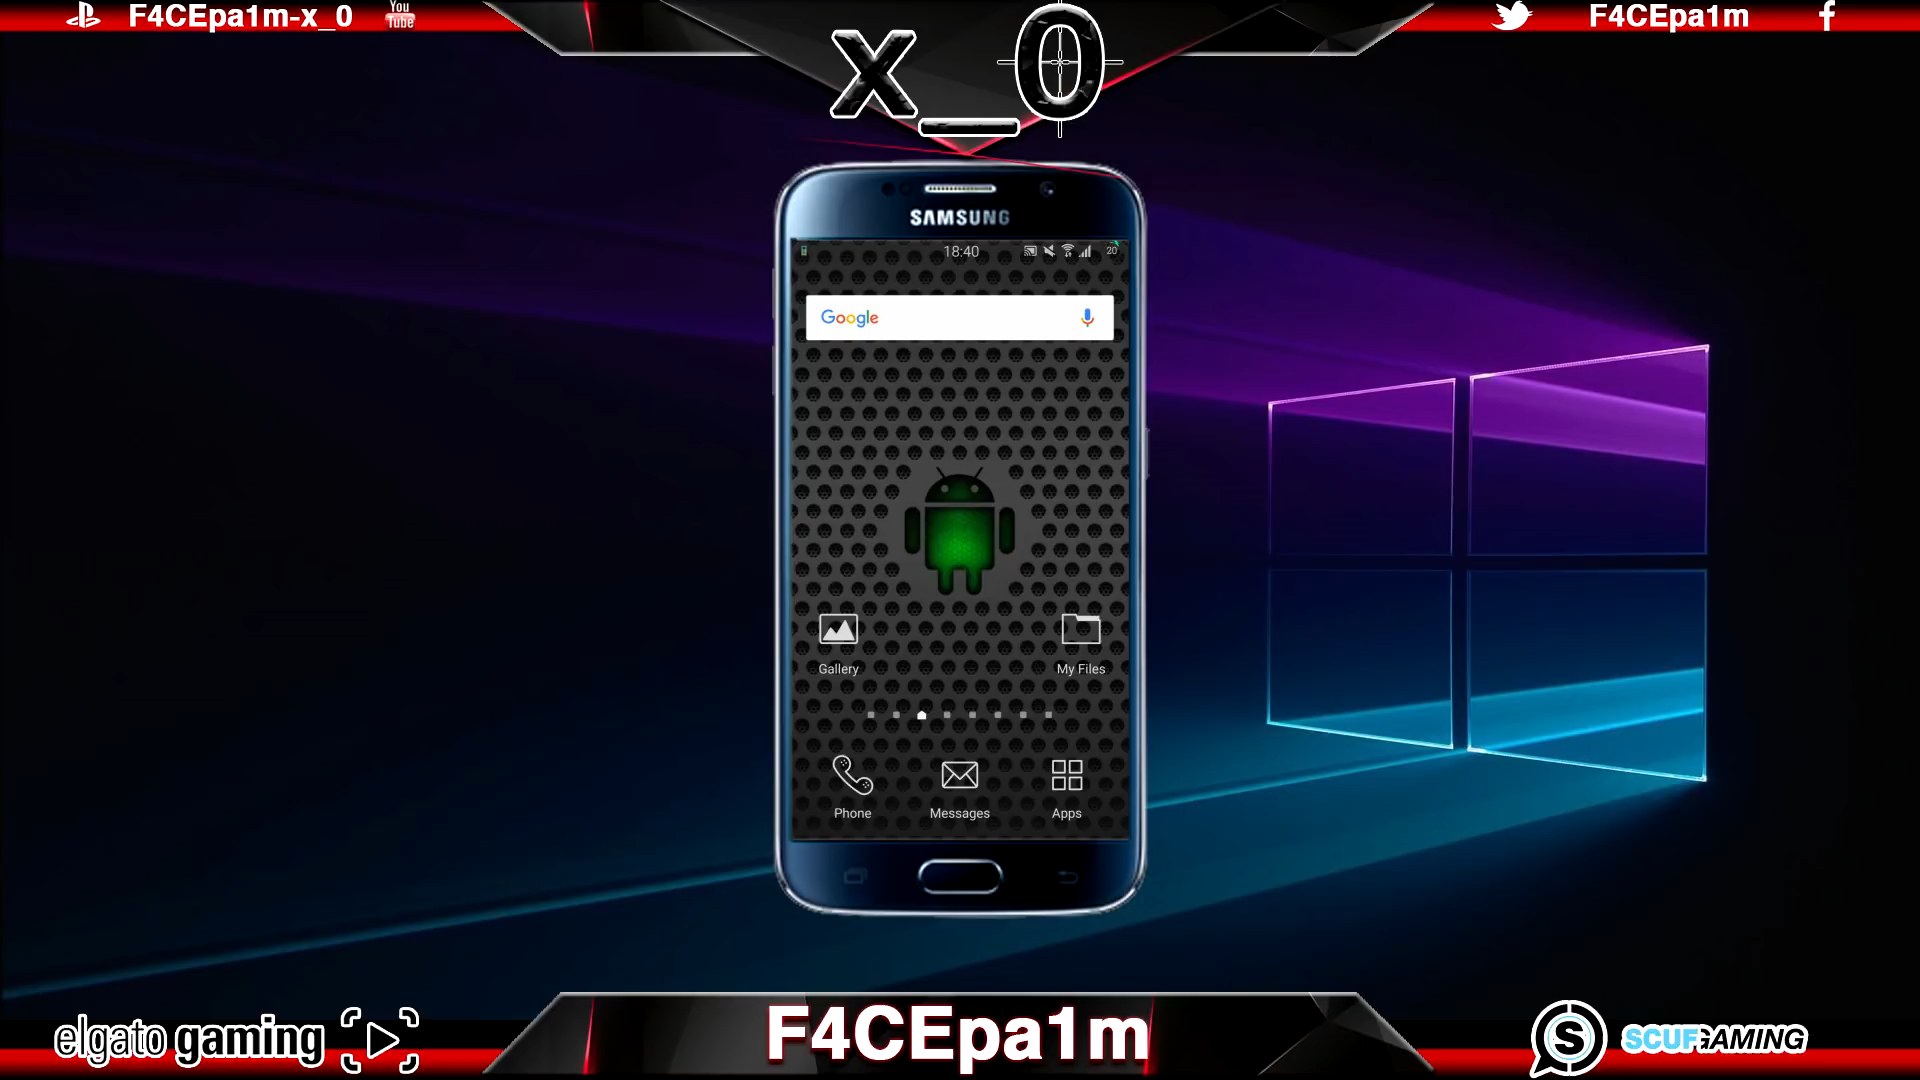 F4CEpa1m-x_0
You
Tube
F4CEpa1m
x_0
SAMSUNG
18:40
20
Google
Gallery
My Files
Phone
Messages
Apps
elgato gaming
F4CEpa1m
S
SCUFGAMING